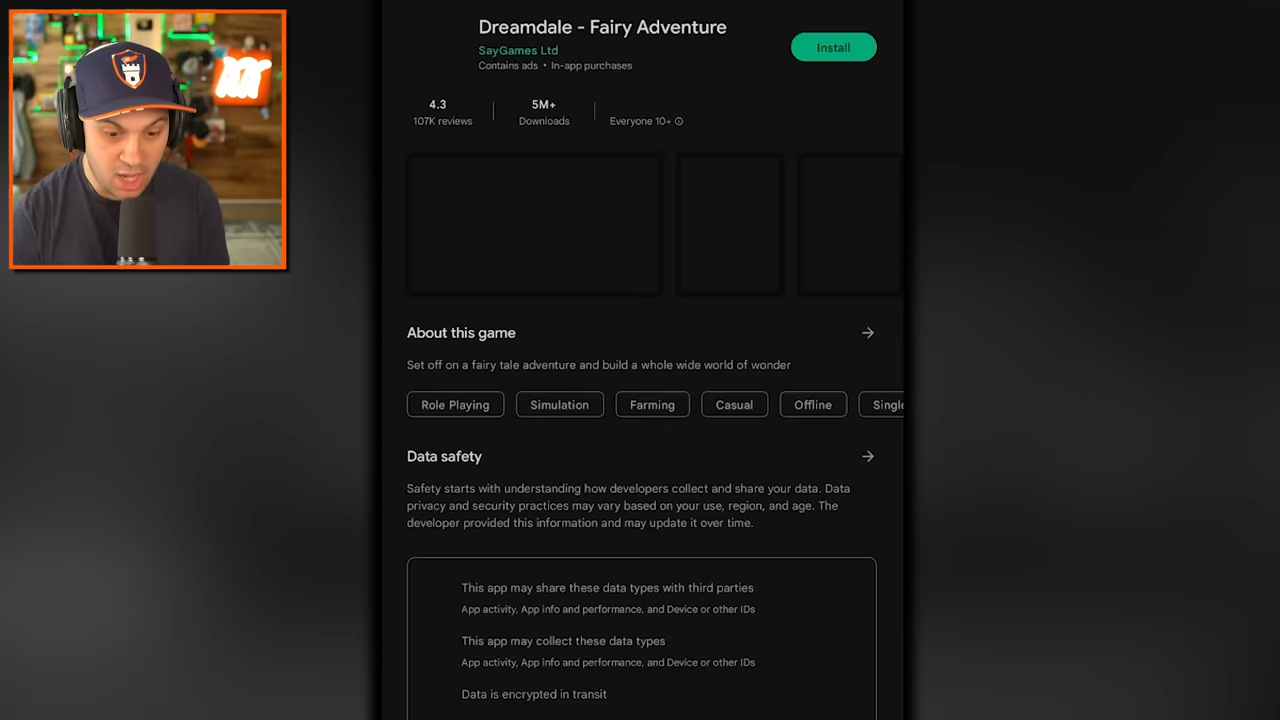 Dreamdale - Fairy Adventure
SayGames Ltd
Contains ads • In-app purchases
Install
4.3
107K reviews
5M+
Downloads
Everyone 10+
About this game
Set off on a fairy tale adventure and build a whole wide world of wonder
Role Playing
Simulation
Farming
Casual
Offline
Single
Data safety
Safety starts with understanding how developers collect and share your data. Data
privacy and security practices may vary based on your use, region, and age. The
developer provided this information and may update it over time.
This app may share these data types with third parties
App activity, App info and performance, and Device or other IDs
This app may collect these data types
App activity, App info and performance, and Device or other IDs
Data is encrypted in transit